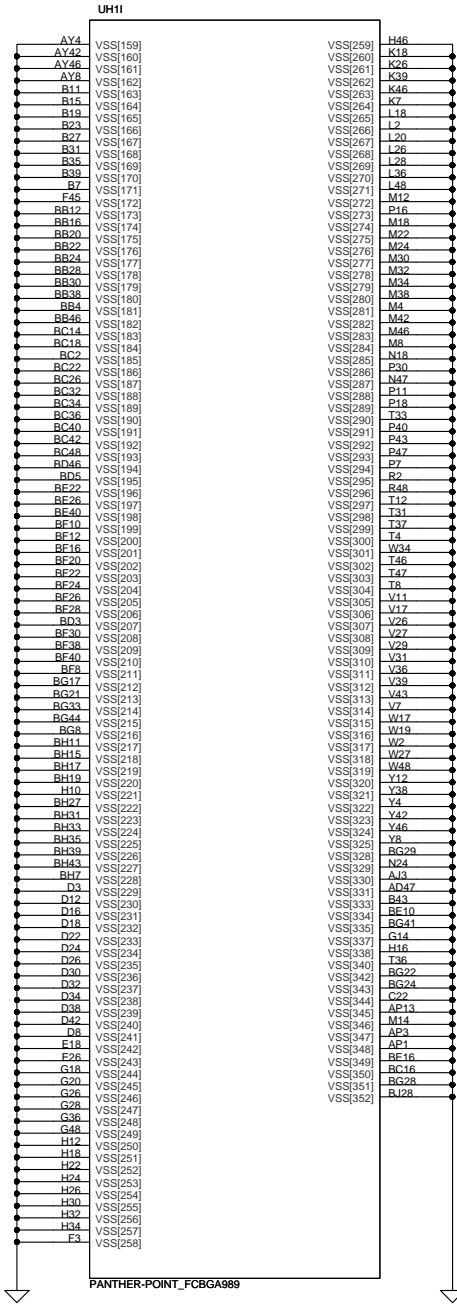 UH1I
AY4 VSS[159]
AY42 VSS[160]
AY46 VSS[161]
AY8 VSS[162]
B11 VSS[163]
B15 VSS[164]
B19 VSS[165]
B23 VSS[166]
B27 VSS[167]
B31 VSS[168]
B35 VSS[169]
B39 VSS[170]
B7 VSS[171]
F45 VSS[172]
BB12 VSS[173]
BB16 VSS[174]
BB20 VSS[175]
BB22 VSS[176]
BB24 VSS[177]
BB28 VSS[178]
BB30 VSS[179]
BB38 VSS[180]
BB4 VSS[181]
BB46 VSS[182]
BC14 VSS[183]
BC18 VSS[184]
BC2 VSS[185]
BC22 VSS[186]
BC26 VSS[187]
BC32 VSS[188]
BC34 VSS[189]
BC36 VSS[190]
BC40 VSS[191]
BC42 VSS[192]
BC48 VSS[193]
BD46 VSS[194]
BD5 VSS[195]
BE22 VSS[196]
BE26 VSS[197]
BE40 VSS[198]
BF10 VSS[199]
BF12 VSS[200]
BF16 VSS[201]
BF20 VSS[202]
BF22 VSS[203]
BF24 VSS[204]
BF26 VSS[205]
BF28 VSS[206]
BD3 VSS[207]
BF30 VSS[208]
BF38 VSS[209]
BF40 VSS[210]
BF8 VSS[211]
BG17 VSS[212]
BG21 VSS[213]
BG33 VSS[214]
BG44 VSS[215]
BG8 VSS[216]
BH11 VSS[217]
BH15 VSS[218]
BH17 VSS[219]
BH19 VSS[220]
H10 VSS[221]
BH27 VSS[222]
BH31 VSS[223]
BH33 VSS[224]
BH35 VSS[225]
BH39 VSS[226]
BH43 VSS[227]
BH7 VSS[228]
D3 VSS[229]
D12 VSS[230]
D16 VSS[231]
D18 VSS[232]
D22 VSS[233]
D24 VSS[234]
D26 VSS[235]
D30 VSS[236]
D32 VSS[237]
D34 VSS[238]
D38 VSS[239]
D42 VSS[240]
D8 VSS[241]
E18 VSS[242]
E26 VSS[243]
G18 VSS[244]
G20 VSS[245]
G26 VSS[246]
G28 VSS[247]
G36 VSS[248]
G48 VSS[249]
H12 VSS[250]
H18 VSS[251]
H22 VSS[252]
H24 VSS[253]
H26 VSS[254]
H30 VSS[255]
H32 VSS[256]
H34 VSS[257]
F3 VSS[258]
VSS[259] H46
VSS[260] K18
VSS[261] K26
VSS[262] K39
VSS[263] K46
VSS[264] K7
VSS[265] L18
VSS[266] L2
VSS[267] L20
VSS[268] L26
VSS[269] L28
VSS[270] L36
VSS[271] L48
VSS[272] M12
VSS[273] P16
VSS[274] M18
VSS[275] M22
VSS[276] M24
VSS[277] M30
VSS[278] M32
VSS[279] M34
VSS[280] M38
VSS[281] M4
VSS[282] M42
VSS[283] M46
VSS[284] M8
VSS[285] N18
VSS[286] P30
VSS[287] N47
VSS[288] P11
VSS[289] P18
VSS[290] T33
VSS[291] P40
VSS[292] P43
VSS[293] P47
VSS[294] P7
VSS[295] R2
VSS[296] R48
VSS[297] T12
VSS[298] T31
VSS[299] T37
VSS[300] T4
VSS[301] W34
VSS[302] T46
VSS[303] T47
VSS[304] T8
VSS[305] V11
VSS[306] V17
VSS[307] V26
VSS[308] V27
VSS[309] V29
VSS[310] V31
VSS[311] V36
VSS[312] V39
VSS[313] V43
VSS[314] V7
VSS[315] W17
VSS[316] W19
VSS[317] W2
VSS[318] W27
VSS[319] W48
VSS[320] Y12
VSS[321] Y38
VSS[322] Y4
VSS[323] Y42
VSS[324] Y46
VSS[325] Y8
VSS[328] BG29
VSS[329] N24
VSS[330] AJ3
VSS[331] AD47
VSS[333] B43
VSS[334] BE10
VSS[335] BG41
VSS[337] G14
VSS[338] H16
VSS[340] T36
VSS[342] BG22
VSS[343] BG24
VSS[344] C22
VSS[345] AP13
VSS[346] M14
VSS[347] AP3
VSS[348] AP1
VSS[349] BE16
VSS[350] BC16
VSS[351] BG28
VSS[352] BJ28
PANTHER-POINT_FCBGA989